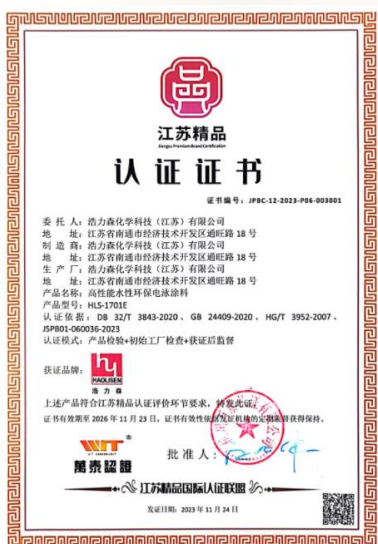 江苏精品
Jiangsu Premium Brand Certification
认证证书
证书编号：JPBC-12-2023-P06-003001
委托人：浩力森化学科技（江苏）有限公司
地址：江苏省南通市经济技术开发区通旺路 18 号
制造商：浩力森化学科技（江苏）有限公司
地址：江苏省南通市经济技术开发区通旺路 18 号
生产厂：浩力森化学科技（江苏）有限公司
地址：江苏省南通市经济技术开发区通旺路 18 号
产品名称：高性能水性环保电泳涂料
产品型号：HLS-1701E
认证依据：DB 32/T 3843-2020、GB 24409-2020、HG/T 3952-2007、
JSPB01-060036-2023
认证模式：产品检验+初始工厂检查+获证后监督
获证品牌：
hy
HAOLISEN
浩力森
上述产品符合江苏精品认证评价环节要求，特发此证。
证书有效期至 2026 年 11 月 23 日，证书有效性依据发证机构的定期监督获得保持。
WIT
萬泰認證
批准人：
江苏精品国际认证联盟
发证日期：2023 年 11 月 24 日